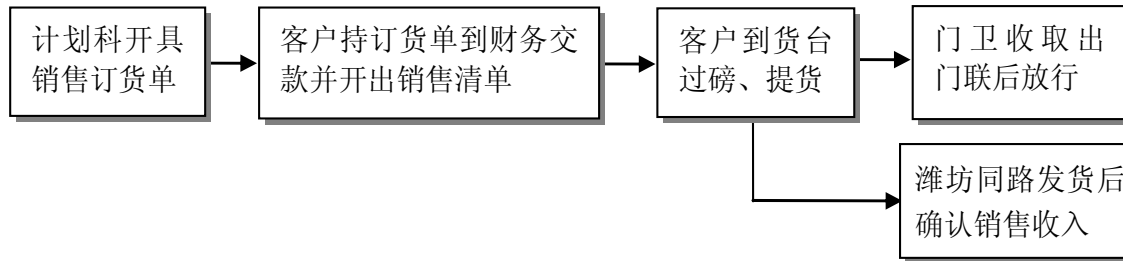 计划科开具
销售订货单
客户持订货单到财务交
款并开出销售清单
客户到货台
过磅、提货
门卫收取出
门联后放行
潍坊同路发货后
确认销售收入